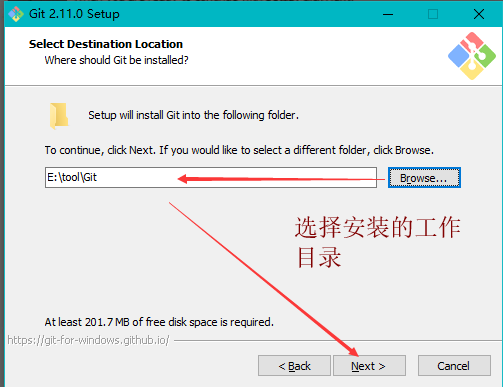 Git 2.11.0 Setup
Select Destination Location
Where should Git be installed?
Setup will install Git into the following folder.
To continue, click Next. If you would like to select a different folder, click Browse.
E:\tool\Git
Browse...
选择安装的工作
目录
At least 201.7 MB of free disk space is required.
https://git-for-windows.github.io/
< Back
Next >
Cancel